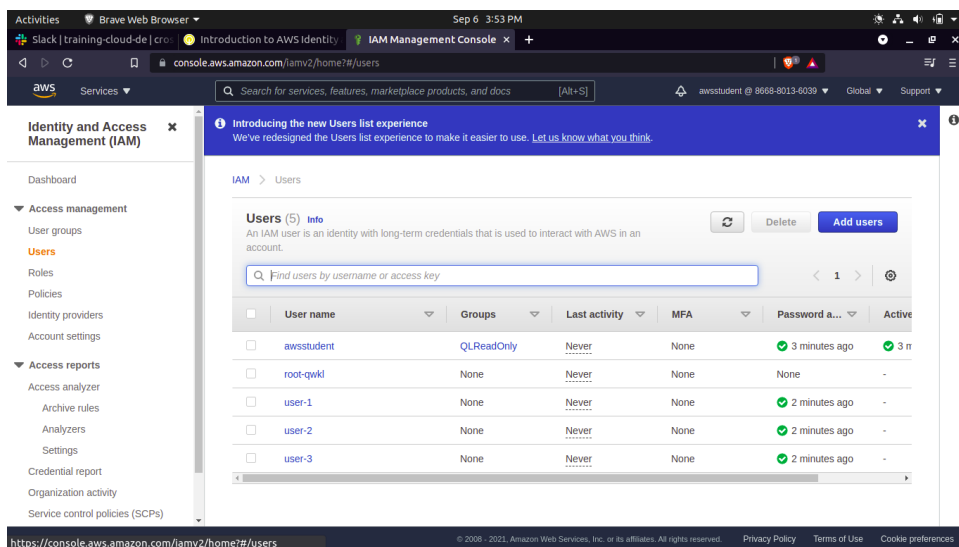 Activities Brave Web Browser Sep 6 3:53 PM
Slack | training-cloud-de | cros Introduction to AWS Identity IAM Management Console × +
console.aws.amazon.com/iamv2/home?#/users
aws Services Search for services, features, marketplace products, and docs [Alt+S] awsstudent @ 8668-8013-6039 Global Support
Identity and Access
Management (IAM)
Dashboard
Access management
User groups
Users
Roles
Policies
Identity providers
Account settings
Access reports
Access analyzer
Archive rules
Analyzers
Settings
Credential report
Organization activity
Service control policies (SCPs)
Introducing the new Users list experience
We've redesigned the Users list experience to make it easier to use. Let us know what you think.
IAM > Users
Users (5) Info
An IAM user is an identity with long-term credentials that is used to interact with AWS in an
account.
Delete Add users
Find users by username or access key < 1 >
User name Groups Last activity MFA Password a... Active
awsstudent QLReadOnly Never None 3 minutes ago 3 m
root-qwkl None Never None None -
user-1 None Never None 2 minutes ago -
user-2 None Never None 2 minutes ago -
user-3 None Never None 2 minutes ago -
https://console.aws.amazon.com/iamv2/home?#/users © 2008 - 2021, Amazon Web Services, Inc. or its affiliates. All rights reserved. Privacy Policy Terms of Use Cookie preferences